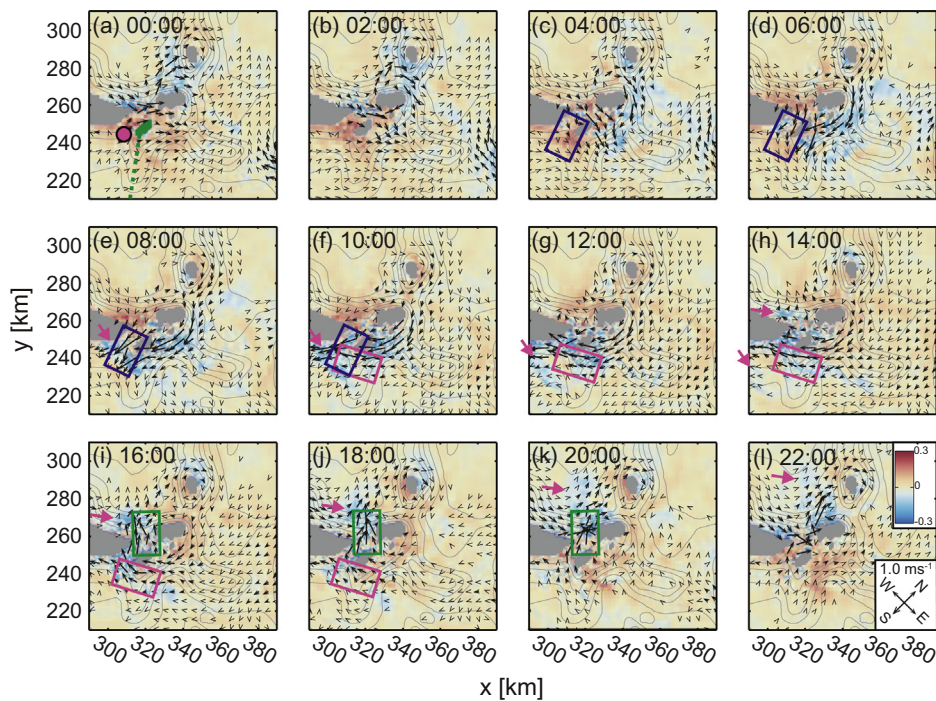 (a) 00:00
(b) 02:00
(c) 04:00
(d) 06:00
300
280
260
240
220
(e) 08:00
(f) 10:00
(g) 12:00
(h) 14:00
300
280
260
240
220
y [km]
(i) 16:00
(j) 18:00
(k) 20:00
(l) 22:00
300
280
260
240
220
0.3
0
-0.3
1.0 ms-1
W
N
S
E
300 320 340 360 380
300 320 340 360 380
300 320 340 360 380
300 320 340 360 380
x [km]